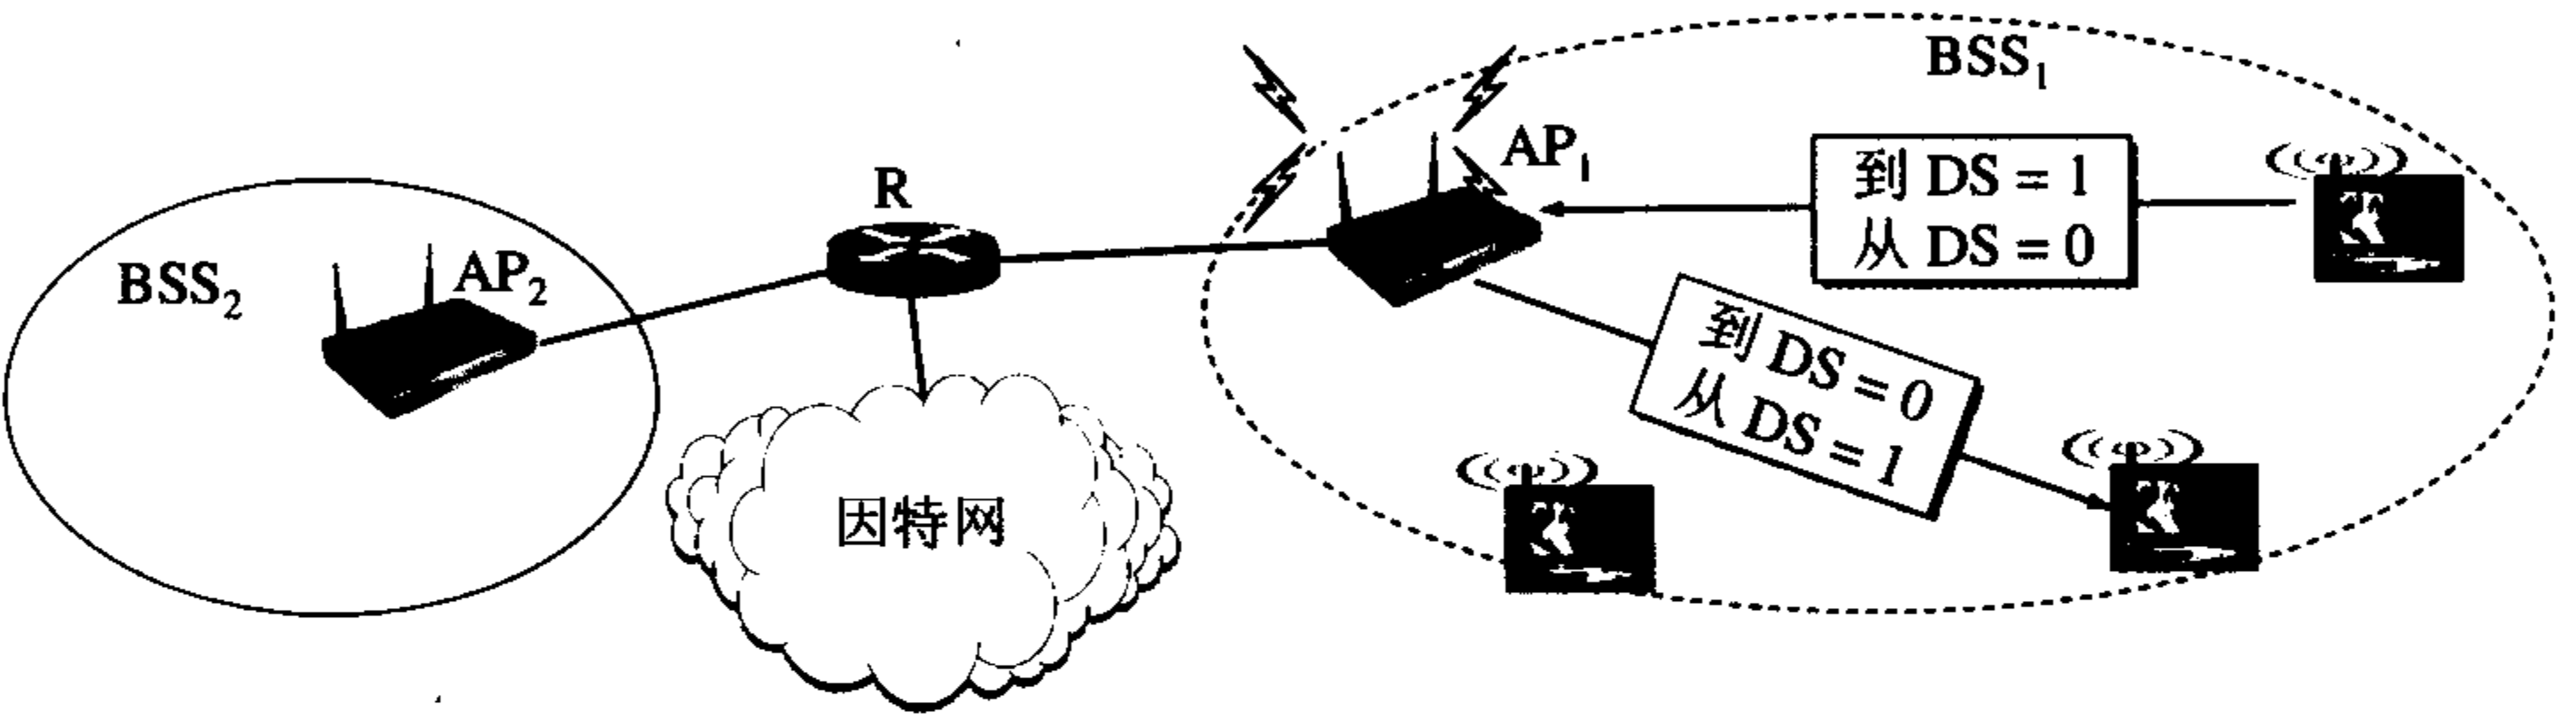 BSS₁
AP₁
到 DS = 1
从 DS = 0
R
BSS₂
AP₂
到 DS = 0
从 DS = 1
因特网